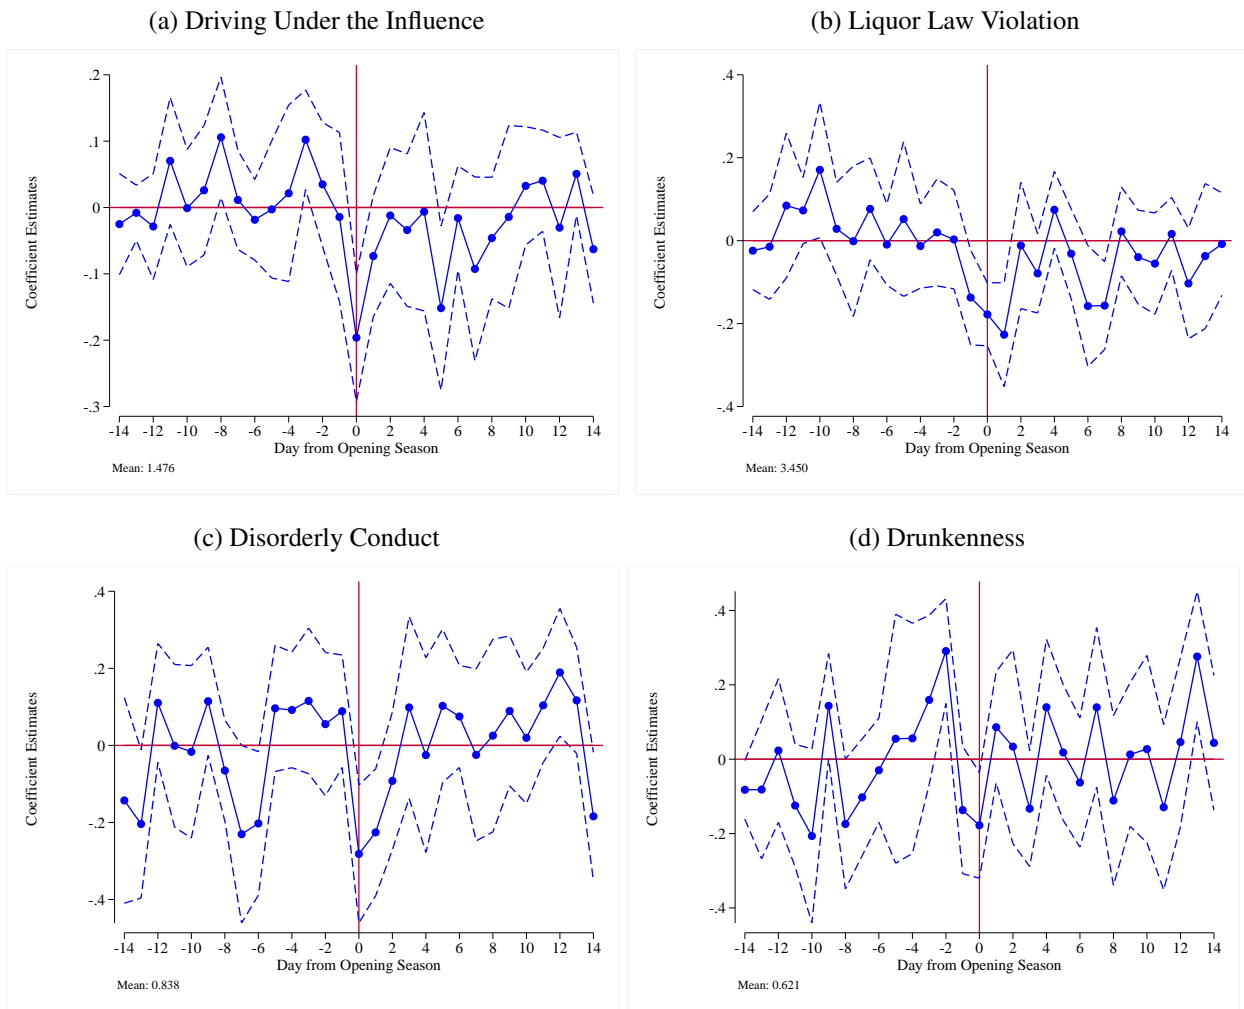 (a) Driving Under the Influence
Coefficient Estimates
.2
.1
0
-.1
-.2
-.3
-14 -12 -10 -8 -6 -4 -2 0 2 4 6 8 10 12 14
Day from Opening Season
Mean: 1.476
(b) Liquor Law Violation
Coefficient Estimates
.4
.2
0
-.2
-.4
-14 -12 -10 -8 -6 -4 -2 0 2 4 6 8 10 12 14
Day from Opening Season
Mean: 3.450
(c) Disorderly Conduct
Coefficient Estimates
.4
.2
0
-.2
-.4
-14 -12 -10 -8 -6 -4 -2 0 2 4 6 8 10 12 14
Day from Opening Season
Mean: 0.838
(d) Drunkenness
Coefficient Estimates
.4
.2
0
-.2
-.4
-14 -12 -10 -8 -6 -4 -2 0 2 4 6 8 10 12 14
Day from Opening Season
Mean: 0.621